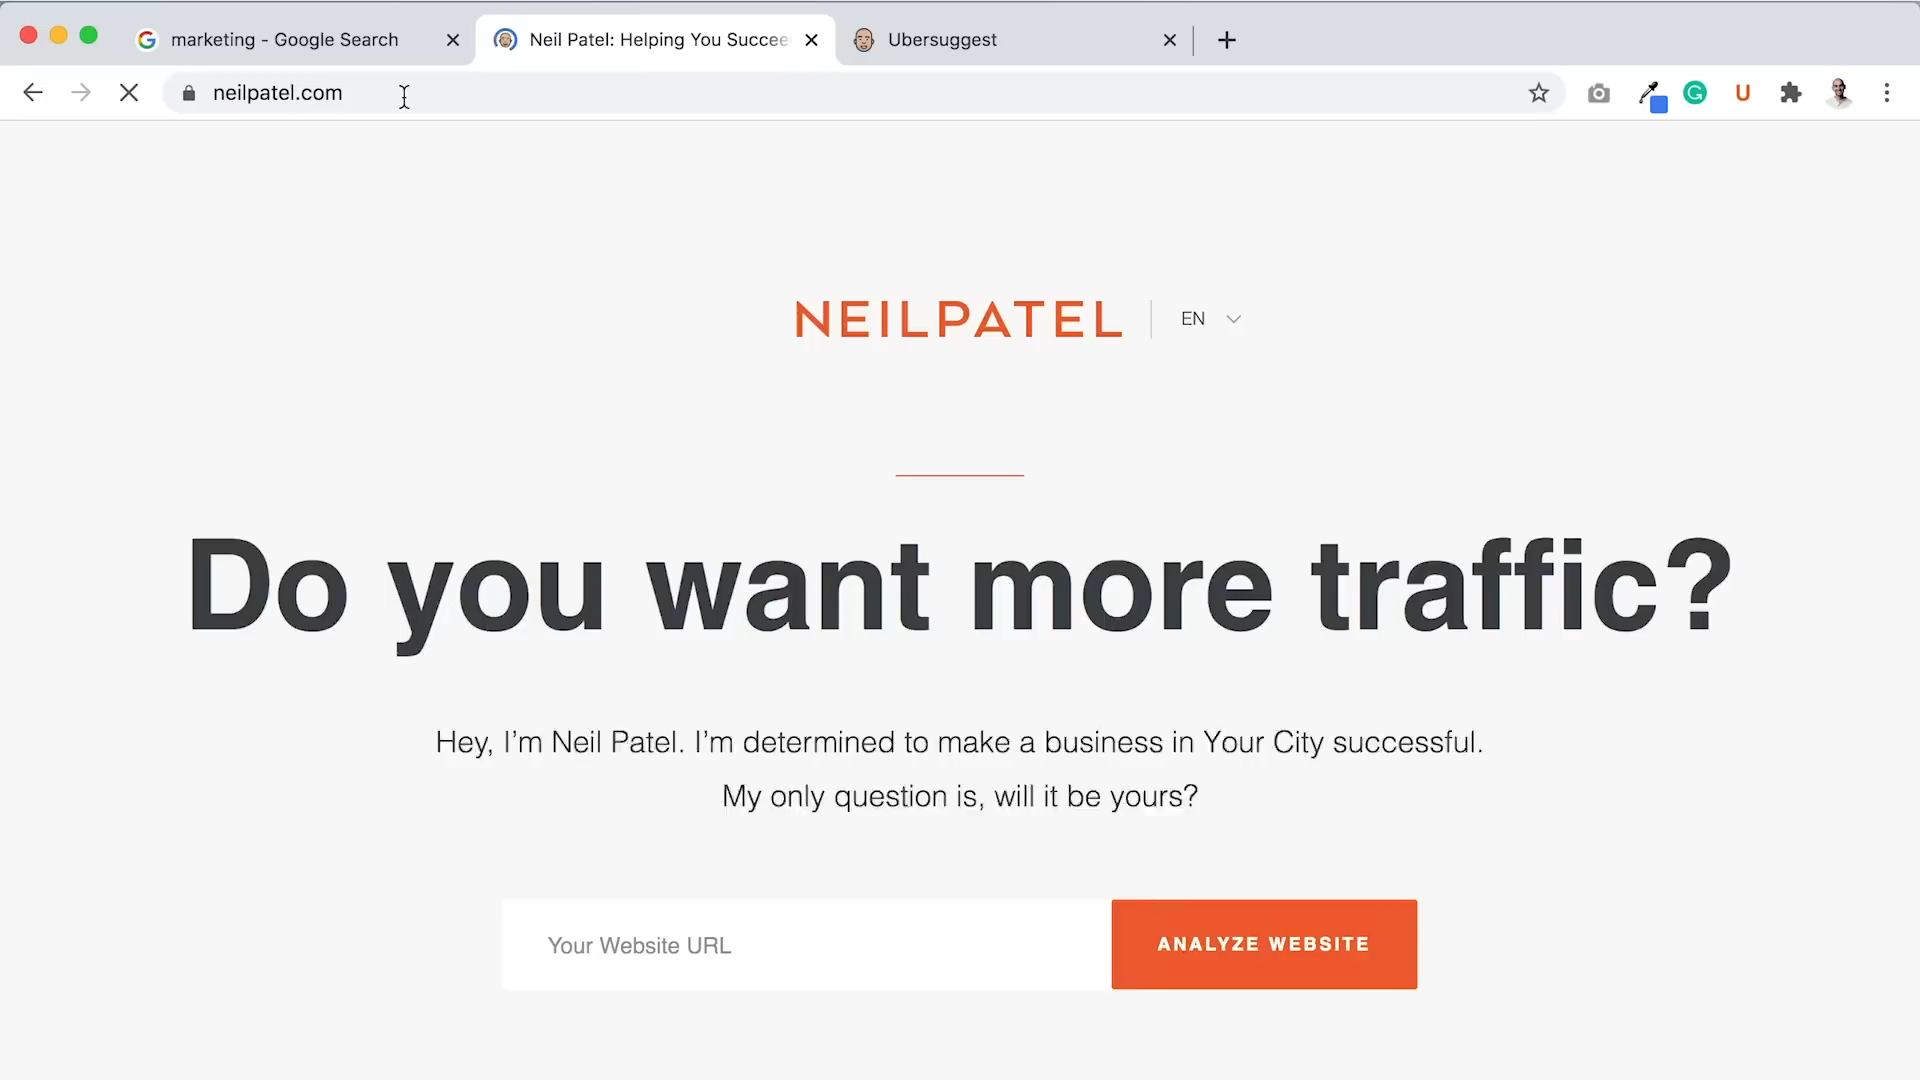 marketing - Google Search
Neil Patel: Helping You Succee
Ubersuggest
neilpatel.com
NEILPATEL
EN
Do you want more traffic?
Hey, I’m Neil Patel. I’m determined to make a business in Your City successful.
My only question is, will it be yours?
Your Website URL
ANALYZE WEBSITE